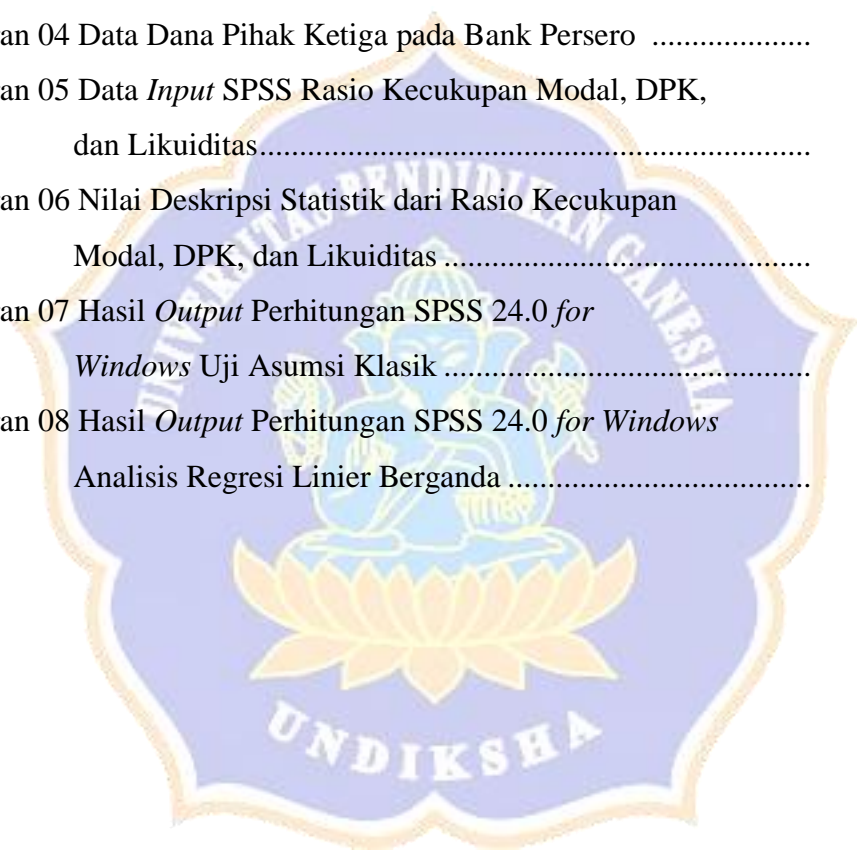 an 04 Data Dana Pihak Ketiga pada Bank Persero ....................
an 05 Data Input SPSS Rasio Kecukupan Modal, DPK,
dan Likuiditas......................................................................
an 06 Nilai Deskripsi Statistik dari Rasio Kecukupan
Modal, DPK, dan Likuiditas ..............................................
an 07 Hasil Output Perhitungan SPSS 24.0 for
Windows Uji Asumsi Klasik ..............................................
an 08 Hasil Output Perhitungan SPSS 24.0 for Windows
Analisis Regresi Linier Berganda ......................................
UNIVERSITAS PENDIDIKAN GANESHA
UNDIKSHA